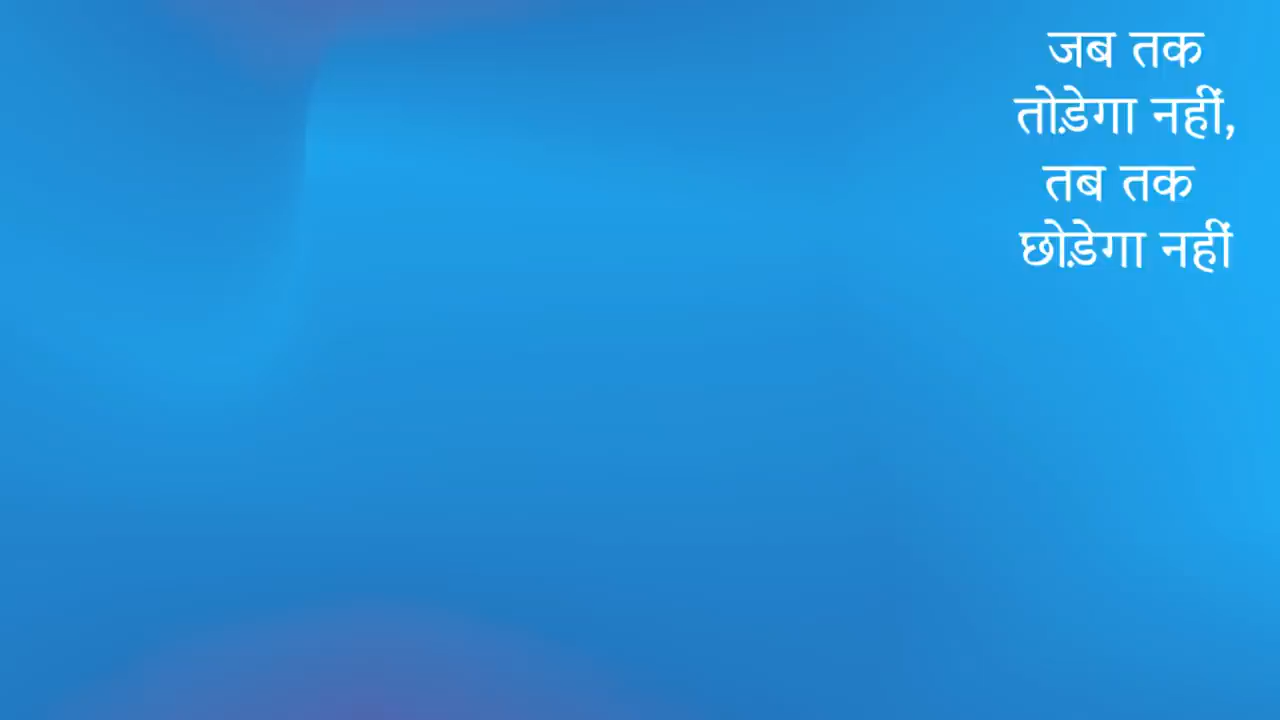 जब तक
तोड़ेगा नहीं,
तब तक
छोड़ेगा नहीं